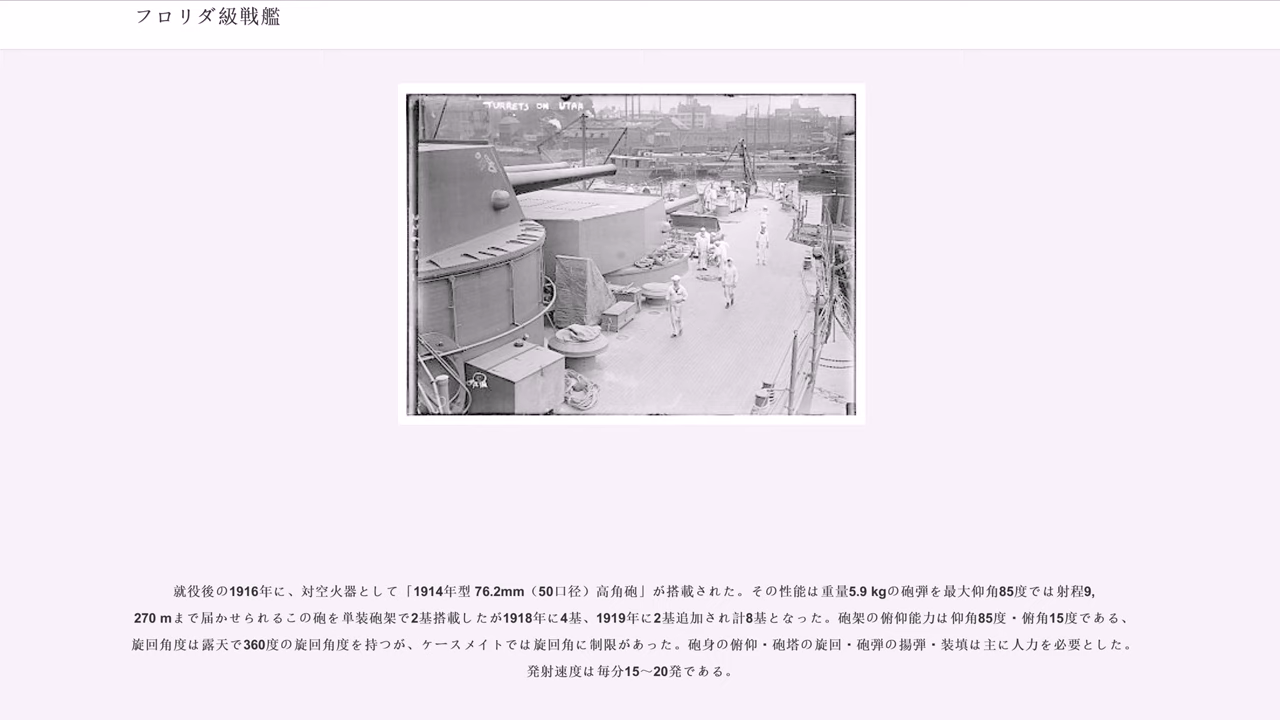 フロリダ級戦艦
TURRETS ON UTAH
就役後の1916年に、対空火器として「1914年型 76.2mm（50口径）高角砲」が搭載された。その性能は重量5.9 kgの砲弾を最大仰角85度では射程9,
270 mまで届かせられるこの砲を単装砲架で2基搭載したが1918年に4基、1919年に2基追加され計8基となった。砲架の俯仰能力は仰角85度・俯角15度である、
旋回角度は露天で360度の旋回角度を持つが、ケースメイトでは旋回角に制限があった。砲身の俯仰・砲塔の旋回・砲弾の揚弾・装填は主に人力を必要とした。
発射速度は毎分15～20発である。